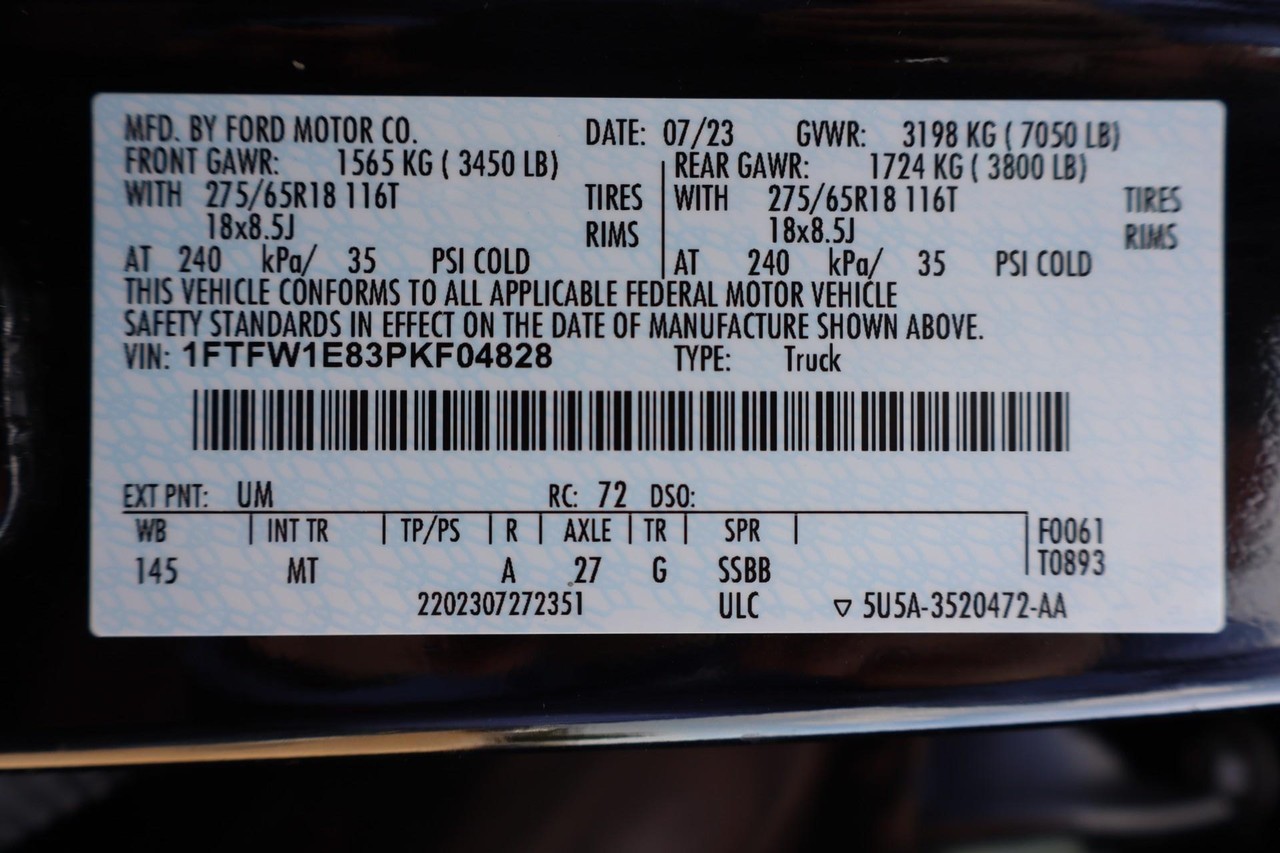 MFD. BY FORD MOTOR CO. DATE: 07/23 GVWR: 3198 KG ( 7050 LB)
FRONT GAWR: 1565 KG ( 3450 LB) REAR GAWR: 1724 KG ( 3800 LB)
WITH 275/65R18 116T TIRES WITH 275/65R18 116T TIRES
18x8.5J RIMS 18x8.5J RIMS
AT 240 kPa/ 35 PSI COLD AT 240 kPa/ 35 PSI COLD
THIS VEHICLE CONFORMS TO ALL APPLICABLE FEDERAL MOTOR VEHICLE
SAFETY STANDARDS IN EFFECT ON THE DATE OF MANUFACTURE SHOWN ABOVE.
VIN: 1FTFW1E83PKF04828 TYPE: Truck
EXT PNT: UM RC: 72 DSO:
WB INT TR TP/PS R AXLE TR SPR F0061
145 MT A 27 G SSBB T0893
2202307272351 ULC ▽ 5U5A-3520472-AA